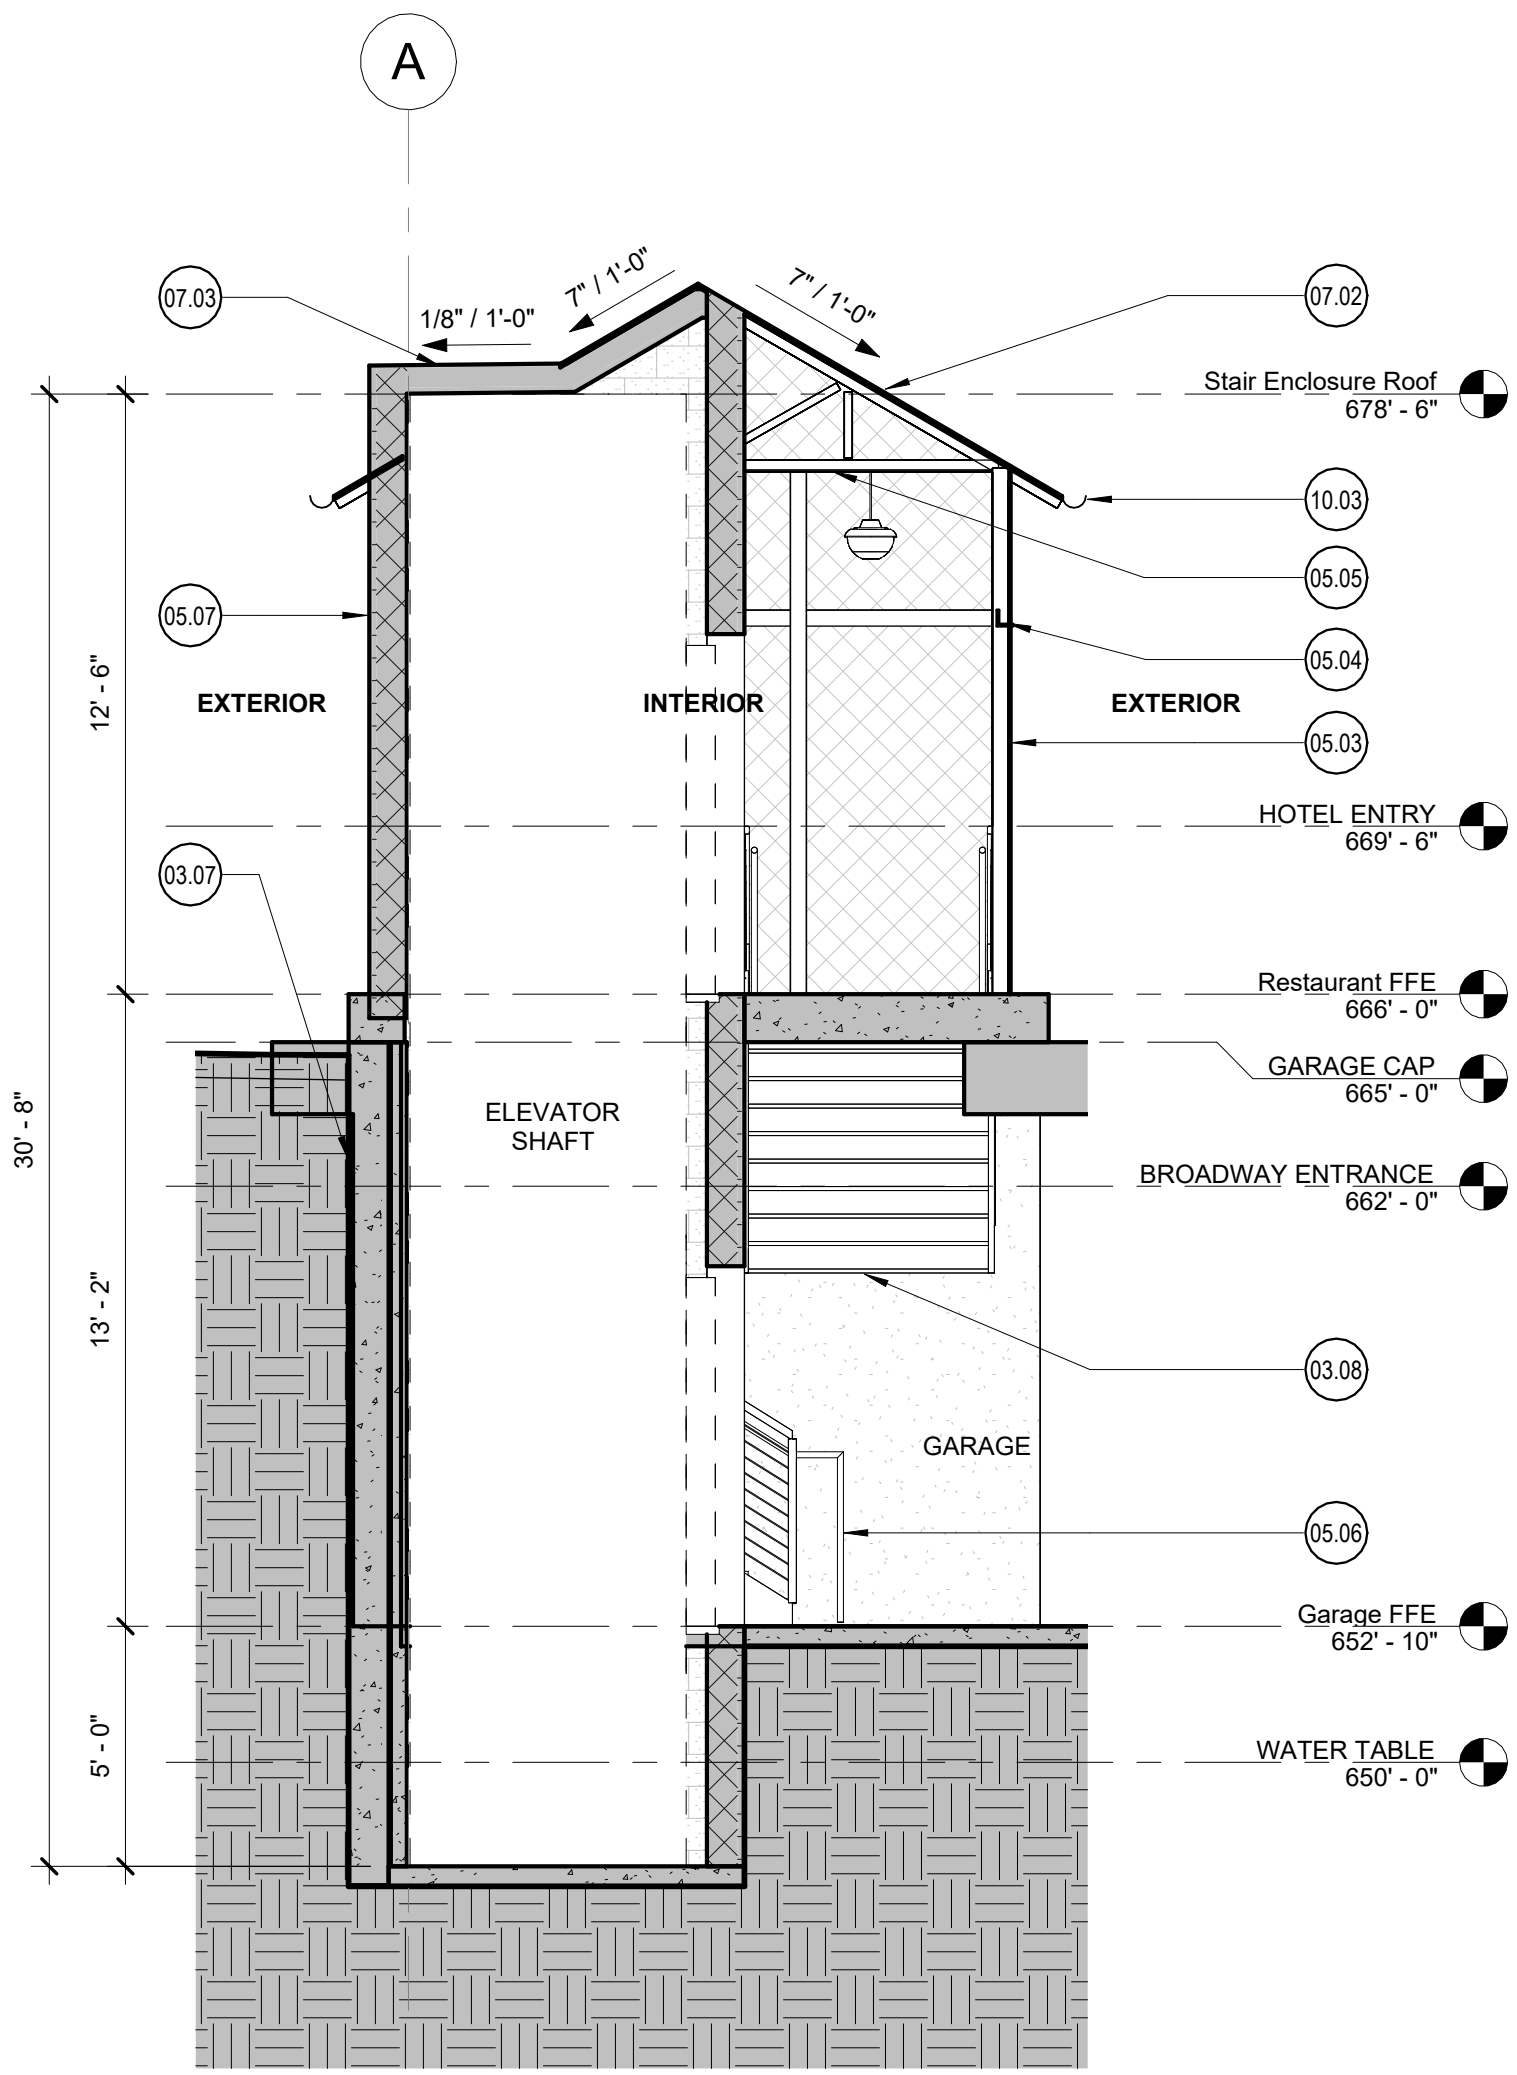 A
07.03
1/8" / 1'-0"
7" / 1'-0"
7" / 1'-0"
07.02
Stair Enclosure Roof
678' - 6"
10.03
05.05
05.07
05.04
12' - 6"
EXTERIOR
INTERIOR
EXTERIOR
05.03
HOTEL ENTRY
669' - 6"
03.07
Restaurant FFE
666' - 0"
GARAGE CAP
665' - 0"
30' - 8"
ELEVATOR
SHAFT
BROADWAY ENTRANCE
662' - 0"
13' - 2"
03.08
GARAGE
05.06
Garage FFE
652' - 10"
5' - 0"
WATER TABLE
650' - 0"